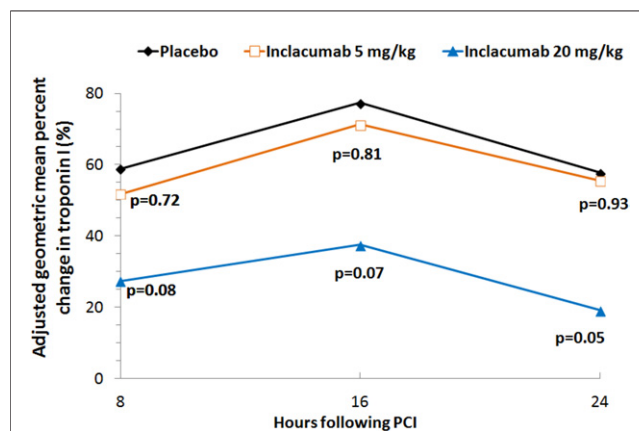 Placebo Inclacumab 5 mg/kg Inclacumab 20 mg/kg
Adjusted geometric mean percent
change in troponin I (%)
80
60
40
20
0
p=0.72
p=0.81
p=0.93
p=0.08
p=0.07
p=0.05
8 16 24
Hours following PCI